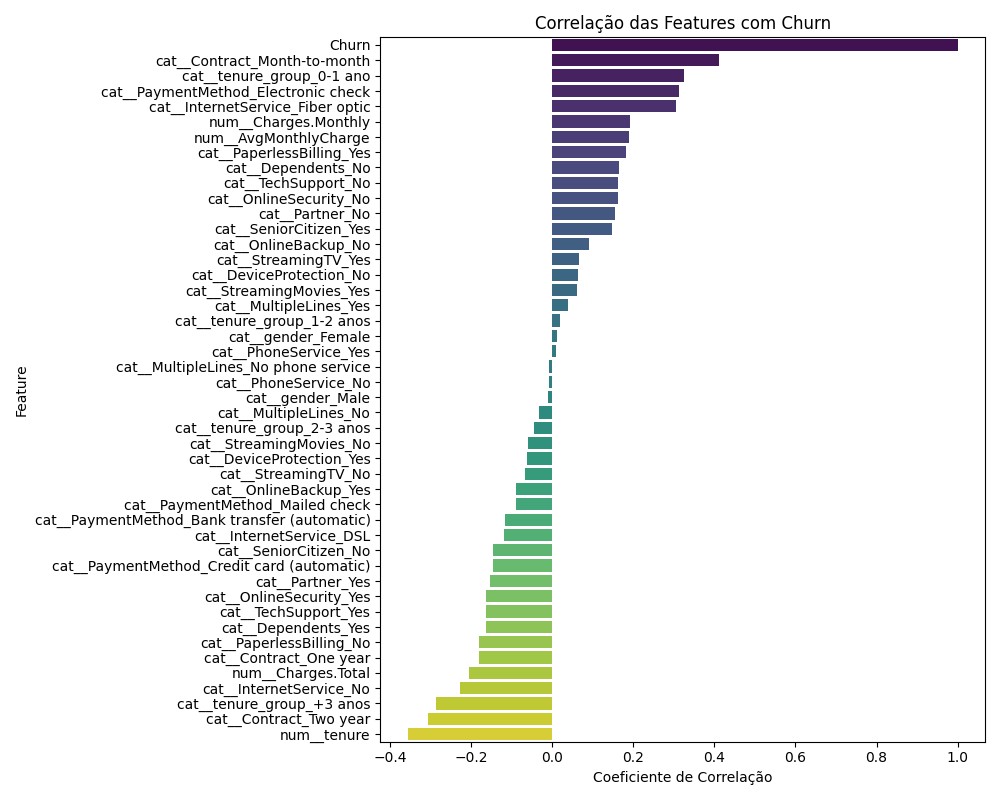 Correlação das Features com Churn
Churn
cat__Contract_Month-to-month
cat__tenure_group_0-1 ano
cat__PaymentMethod_Electronic check
cat__InternetService_Fiber optic
num__Charges.Monthly
num__AvgMonthlyCharge
cat__PaperlessBilling_Yes
cat__Dependents_No
cat__TechSupport_No
cat__OnlineSecurity_No
cat__Partner_No
cat__SeniorCitizen_Yes
cat__OnlineBackup_No
cat__StreamingTV_Yes
cat__DeviceProtection_No
cat__StreamingMovies_Yes
cat__MultipleLines_Yes
cat__tenure_group_1-2 anos
cat__gender_Female
cat__PhoneService_Yes
cat__MultipleLines_No phone service
cat__PhoneService_No
cat__gender_Male
cat__MultipleLines_No
cat__tenure_group_2-3 anos
cat__StreamingMovies_No
cat__DeviceProtection_Yes
cat__StreamingTV_No
cat__OnlineBackup_Yes
cat__PaymentMethod_Mailed check
cat__PaymentMethod_Bank transfer (automatic)
cat__InternetService_DSL
cat__SeniorCitizen_No
cat__PaymentMethod_Credit card (automatic)
cat__Partner_Yes
cat__OnlineSecurity_Yes
cat__TechSupport_Yes
cat__Dependents_Yes
cat__PaperlessBilling_No
cat__Contract_One year
num__Charges.Total
cat__InternetService_No
cat__tenure_group_+3 anos
cat__Contract_Two year
num__tenure
Feature
−0.4 −0.2 0.0 0.2 0.4 0.6 0.8 1.0
Coeficiente de Correlação